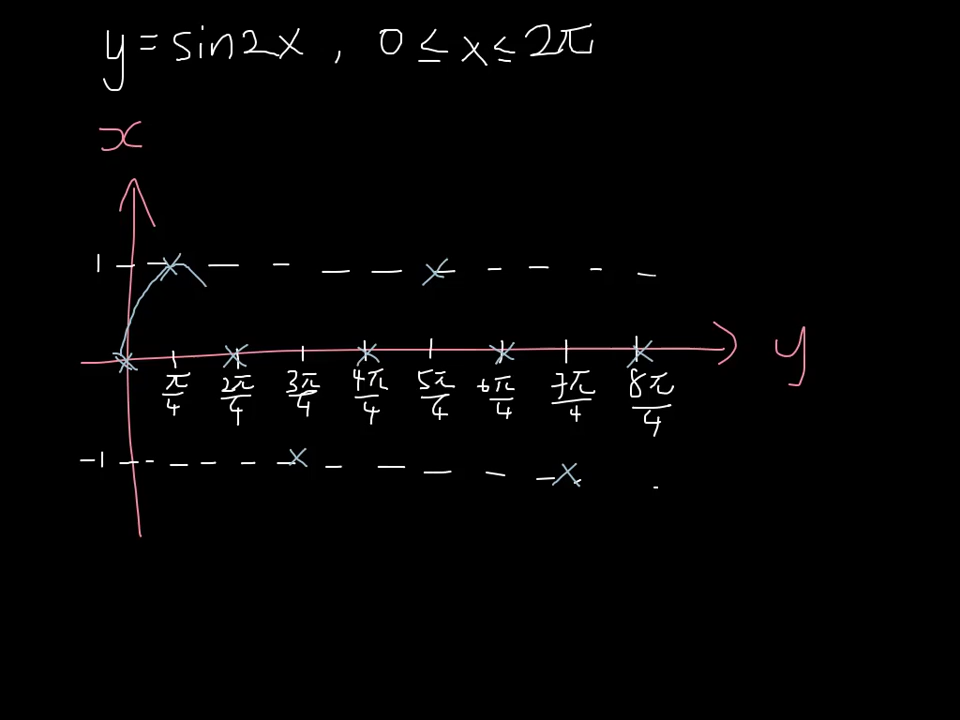 y = sin2x , 0 ≤ x ≤ 2π
x
1
y
π/4 2π/4 3π/4 4π/4 5π/4 6π/4 7π/4 8π/4
-1